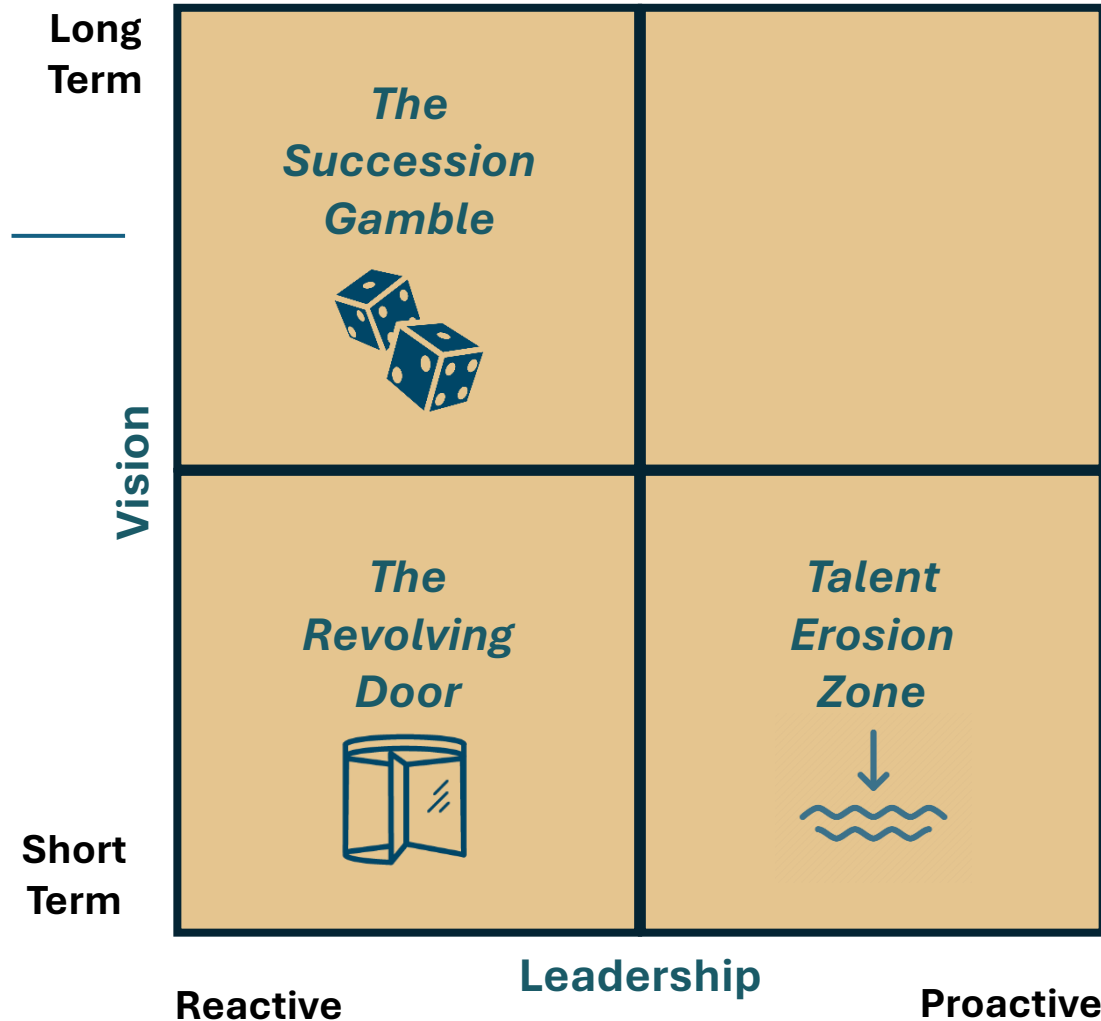 Long
Term
The
Succession
Gamble
Vision
The
Revolving
Door
Talent
Erosion
Zone
Short
Term
Leadership
Reactive
Proactive